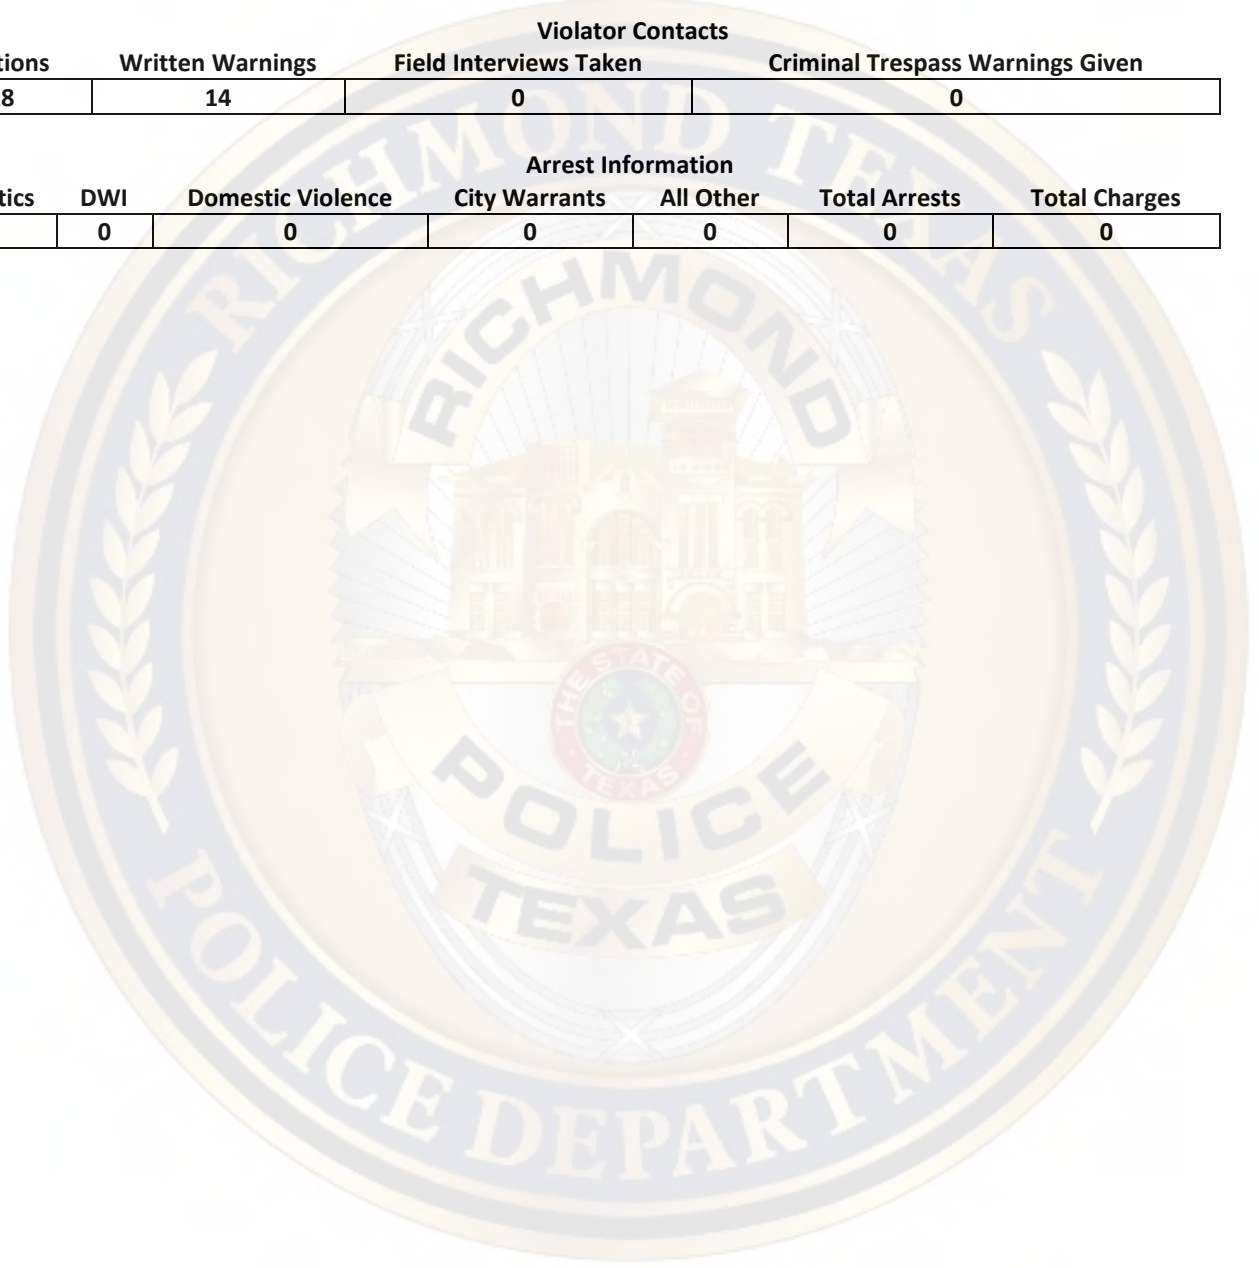 Violator Contacts
tions Written Warnings Field Interviews Taken Criminal Trespass Warnings Given
8 14 0 0
Arrest Information
tics DWI Domestic Violence City Warrants All Other Total Arrests Total Charges
0 0 0 0 0 0
RICHMOND TEXAS
RICHMOND
THE STATE OF
TEXAS
POLICE
TEXAS
POLICE DEPARTMENT